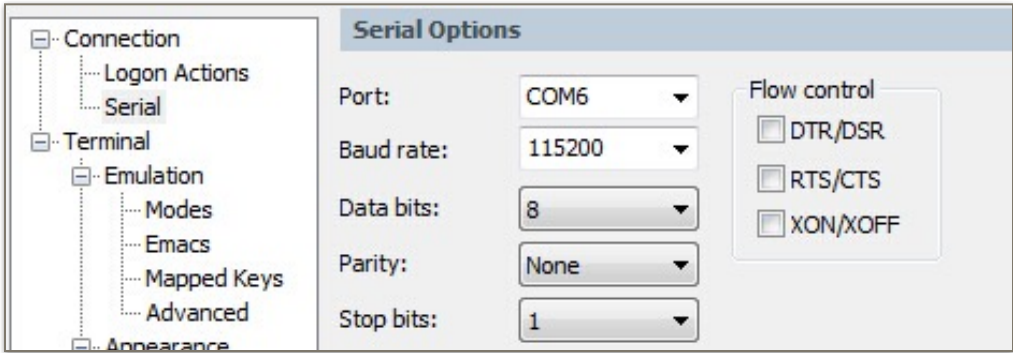 Connection
Logon Actions
Serial
Terminal
Emulation
Modes
Emacs
Mapped Keys
Advanced
Appearance
Serial Options
Port: COM6
Baud rate: 115200
Data bits: 8
Parity: None
Stop bits: 1
Flow control
DTR/DSR
RTS/CTS
XON/XOFF